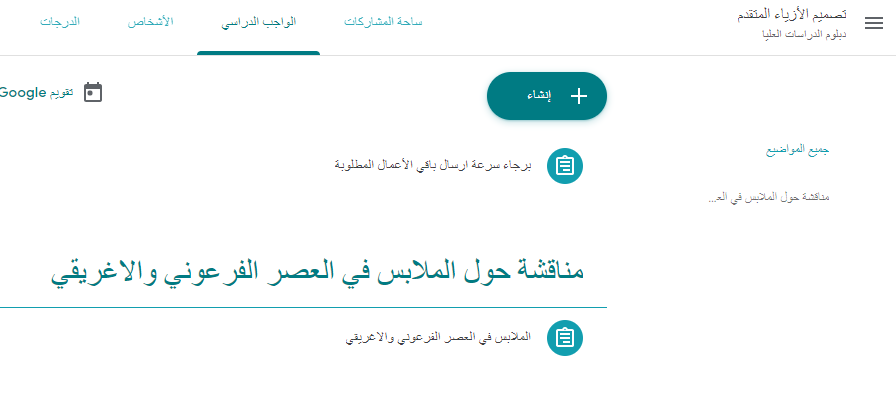 تصميم الأزياء المتقدم
دبلوم الدراسات العليا
ساحة المشاركات
الواجب الدراسي
الأشخاص
الدرجات
إنشاء
تقويم Google
جميع المواضيع
مناقشة حول الملابس في الع...
برجاء سرعة ارسال باقي الأعمال المطلوبة
مناقشة حول الملابس في العصر الفرعوني والاغريقي
الملابس في العصر الفرعوني والاغريقي